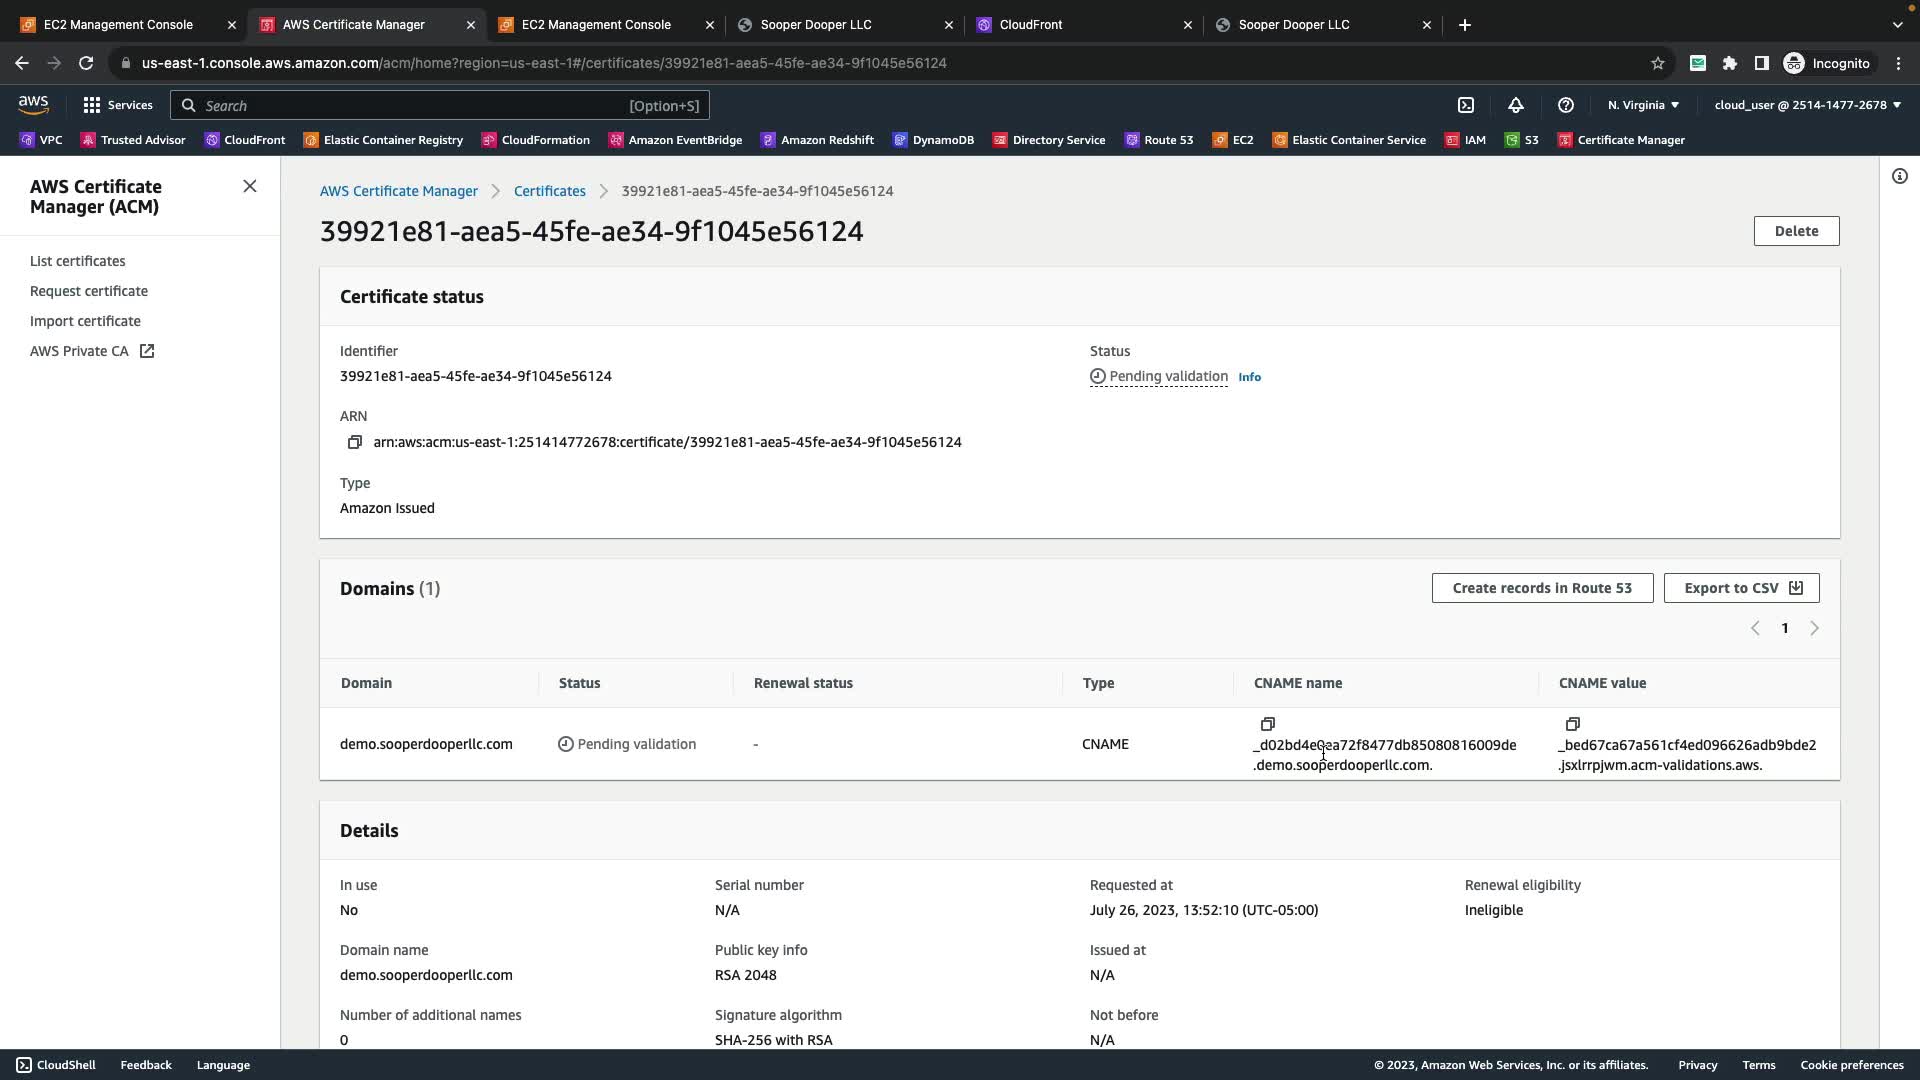 EC2 Management Console
AWS Certificate Manager
EC2 Management Console
Sooper Dooper LLC
CloudFront
Sooper Dooper LLC
us-east-1.console.aws.amazon.com/acm/home?region=us-east-1#/certificates/39921e81-aea5-45fe-ae34-9f1045e56124
Incognito
aws
Services
Search
[Option+S]
N. Virginia
cloud_user @ 2514-1477-2678
VPC
Trusted Advisor
CloudFront
Elastic Container Registry
CloudFormation
Amazon EventBridge
Amazon Redshift
DynamoDB
Directory Service
Route 53
EC2
Elastic Container Service
IAM
S3
Certificate Manager
AWS Certificate
Manager (ACM)
List certificates
Request certificate
Import certificate
AWS Private CA
AWS Certificate Manager
Certificates
39921e81-aea5-45fe-ae34-9f1045e56124
39921e81-aea5-45fe-ae34-9f1045e56124
Delete
Certificate status
Identifier
39921e81-aea5-45fe-ae34-9f1045e56124
Status
Pending validation Info
ARN
arn:aws:acm:us-east-1:251414772678:certificate/39921e81-aea5-45fe-ae34-9f1045e56124
Type
Amazon Issued
Domains (1)
Create records in Route 53
Export to CSV
1
Domain
Status
Renewal status
Type
CNAME name
CNAME value
demo.sooperdooperllc.com
Pending validation
-
CNAME
_d02bd4e0ea72f8477db85080816009de
.demo.sooperdooperllc.com.
_bed67ca67a561cf4ed096626adb9bde2
.jsxlrrpjwm.acm-validations.aws.
Details
In use
No
Serial number
N/A
Requested at
July 26, 2023, 13:52:10 (UTC-05:00)
Renewal eligibility
Ineligible
Domain name
demo.sooperdooperllc.com
Public key info
RSA 2048
Issued at
N/A
Number of additional names
0
Signature algorithm
SHA-256 with RSA
Not before
N/A
CloudShell
Feedback
Language
© 2023, Amazon Web Services, Inc. or its affiliates.
Privacy
Terms
Cookie preferences